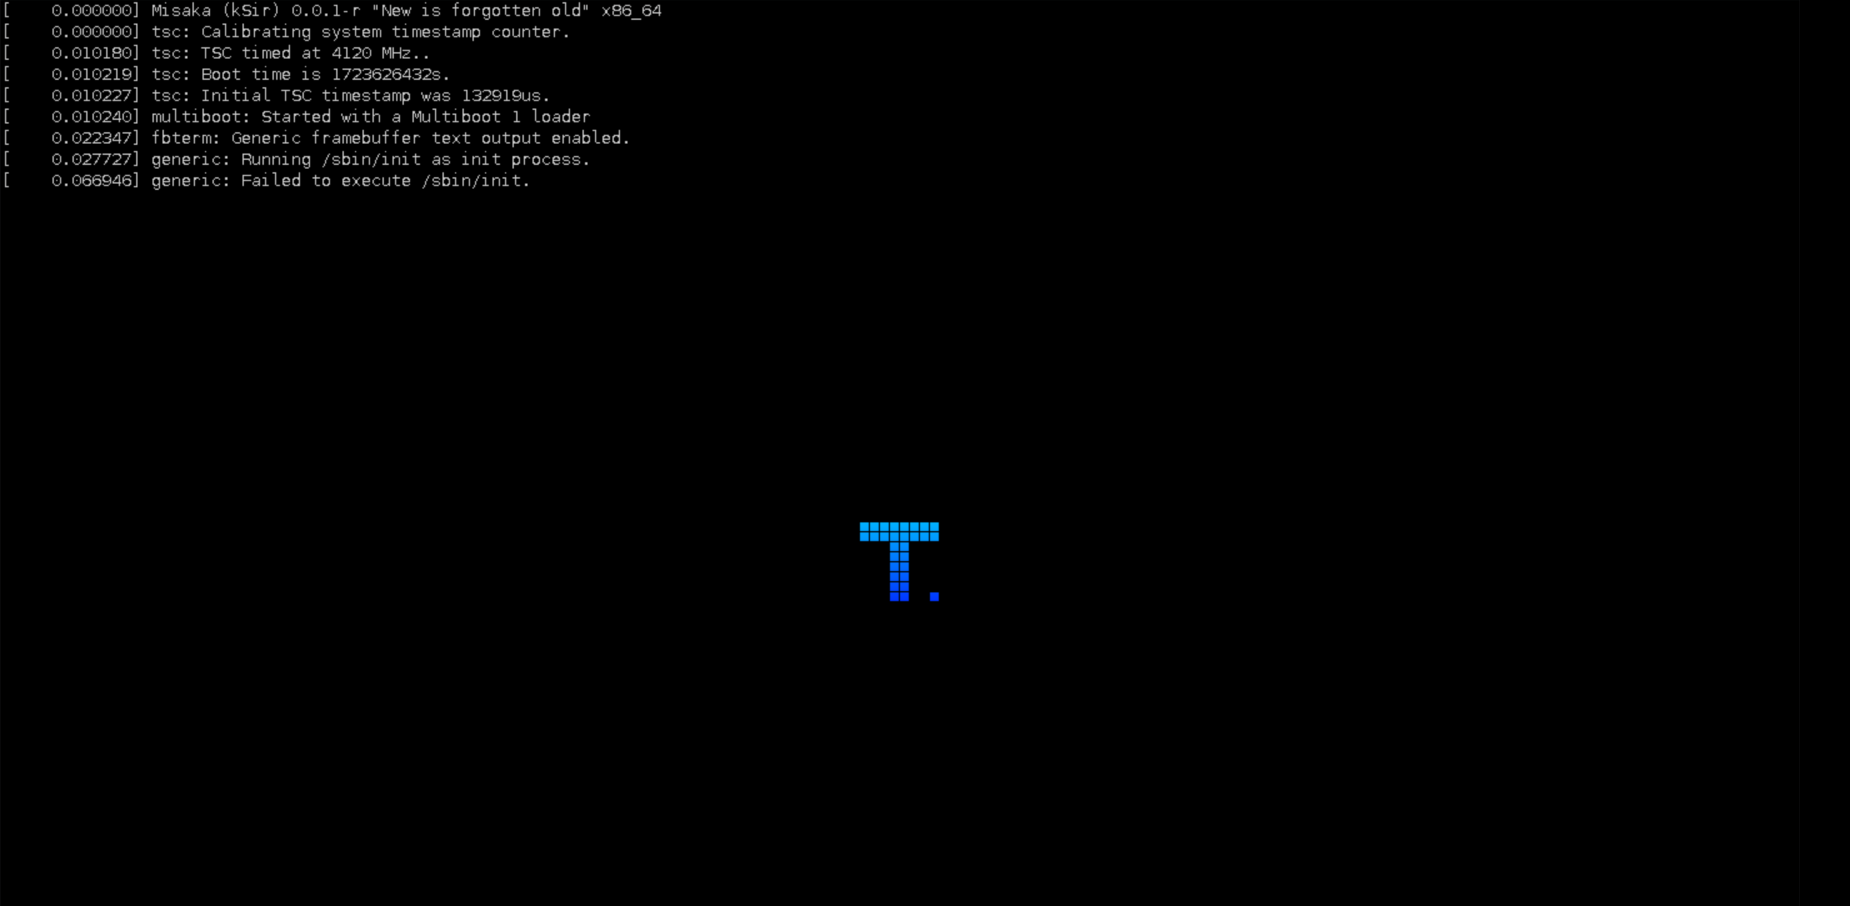 [    0.000000] Misaka (kSir) 0.0.1-r "New is forgotten old" x86_64
[    0.000000] tsc: Calibrating system timestamp counter.
[    0.010180] tsc: TSC timed at 4120 MHz..
[    0.010219] tsc: Boot time is 1723626432s.
[    0.010227] tsc: Initial TSC timestamp was 132919us.
[    0.010240] multiboot: Started with a Multiboot 1 loader
[    0.022347] fbterm: Generic framebuffer text output enabled.
[    0.027727] generic: Running /sbin/init as init process.
[    0.066946] generic: Failed to execute /sbin/init.
T.